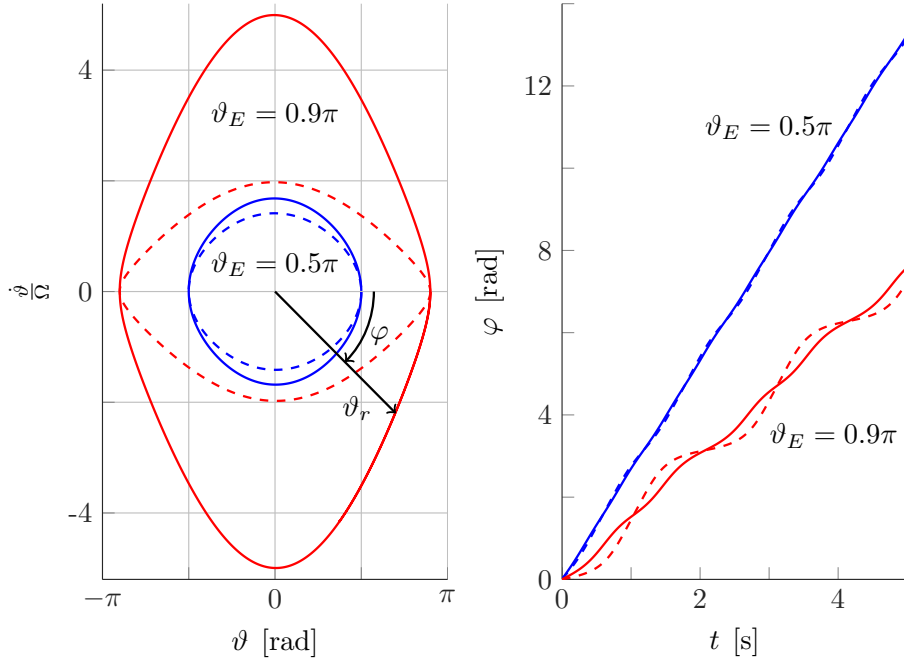 4
0
-4
ϑ̇/Ω
−π
0
π
ϑ [rad]
ϑ_E = 0.9π
ϑ_E = 0.5π
φ
ϑ_r
12
8
4
0
φ [rad]
0
2
4
t [s]
ϑ_E = 0.5π
ϑ_E = 0.9π